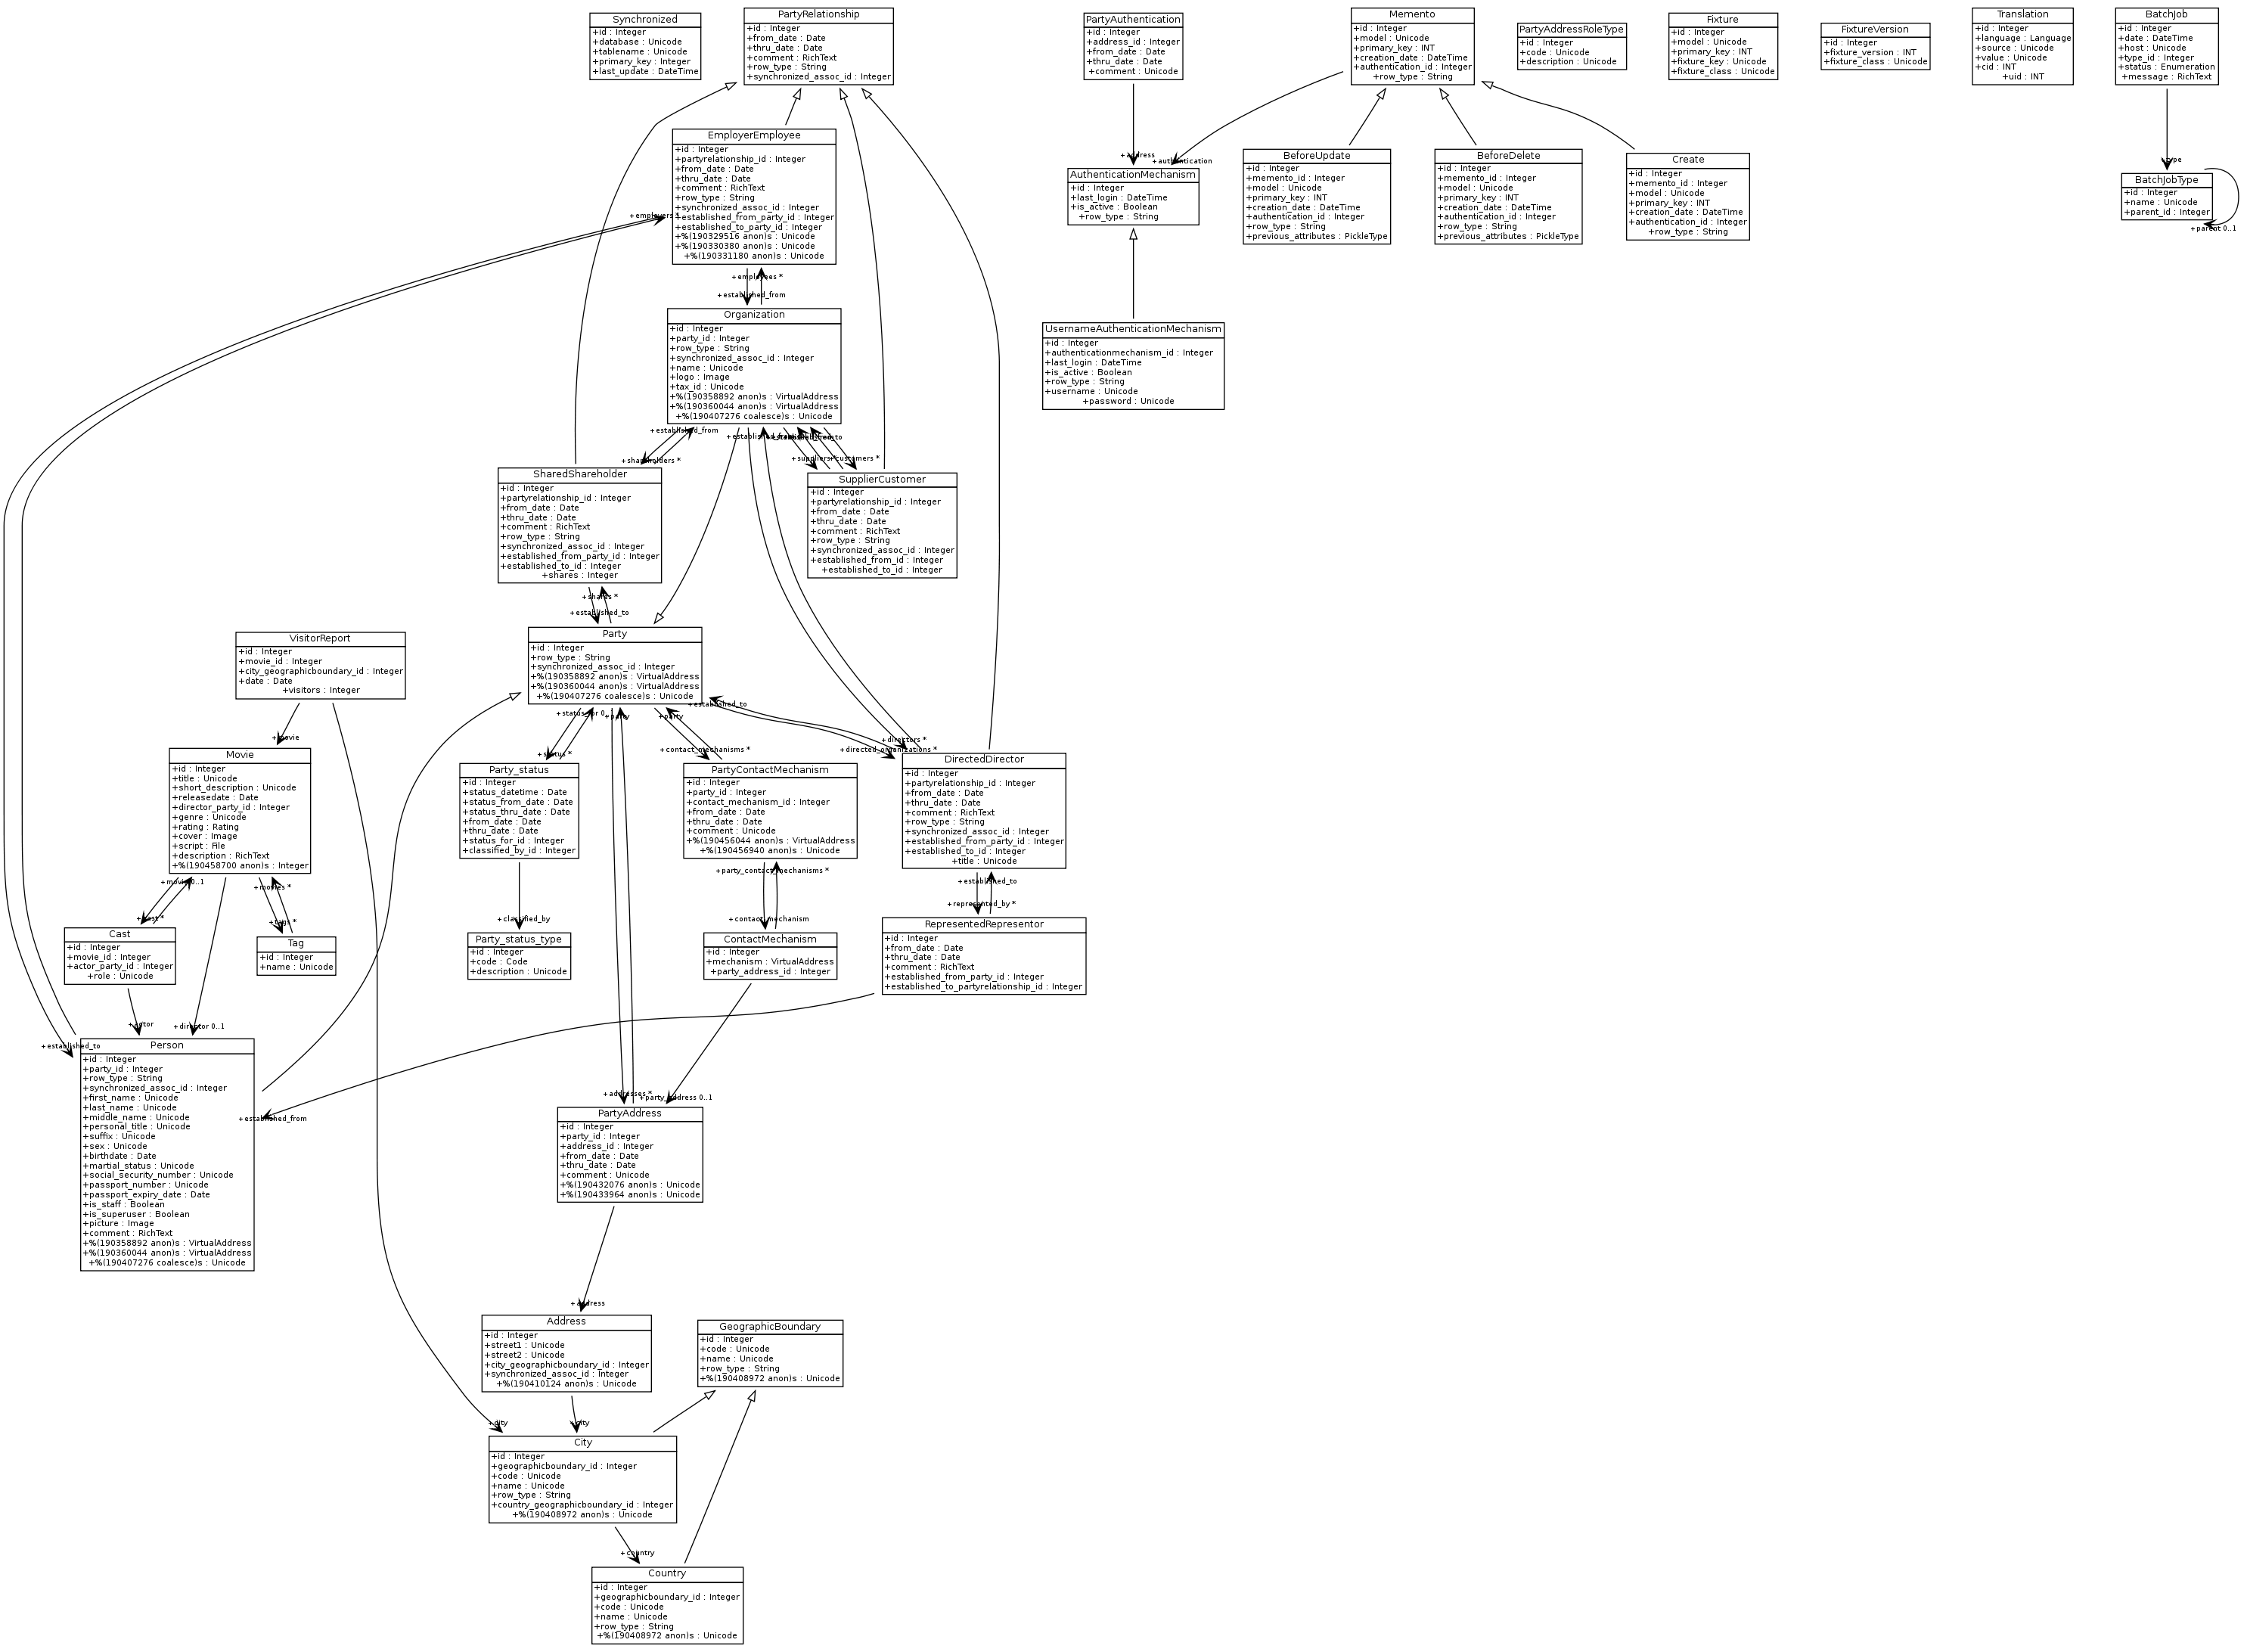 Synchronized
+id : Integer
+database : Unicode
+tablename : Unicode
+primary_key : Integer
+last_update : DateTime
PartyRelationship
+id : Integer
+from_date : Date
+thru_date : Date
+comment : RichText
+row_type : String
+synchronized_assoc_id : Integer
PartyAuthentication
+id : Integer
+address_id : Integer
+from_date : Date
+thru_date : Date
+comment : Unicode
Memento
+id : Integer
+model : Unicode
+primary_key : INT
+creation_date : DateTime
+authentication_id : Integer
+row_type : String
PartyAddressRoleType
+id : Integer
+code : Unicode
+description : Unicode
Fixture
+id : Integer
+model : Unicode
+primary_key : INT
+fixture_key : Unicode
+fixture_class : Unicode
FixtureVersion
+id : Integer
+fixture_version : INT
+fixture_class : Unicode
Translation
+id : Integer
+language : Language
+source : Unicode
+value : Unicode
+cid : INT
+uid : INT
BatchJob
+id : Integer
+date : DateTime
+host : Unicode
+type_id : Integer
+status : Enumeration
+message : RichText
EmployerEmployee
+id : Integer
+partyrelationship_id : Integer
+from_date : Date
+thru_date : Date
+comment : RichText
+row_type : String
+synchronized_assoc_id : Integer
+established_from_party_id : Integer
+established_to_party_id : Integer
+%(190329516 anon)s : Unicode
+%(190330380 anon)s : Unicode
+%(190331180 anon)s : Unicode
+employers *
+address
+authentication
AuthenticationMechanism
+id : Integer
+last_login : DateTime
+is_active : Boolean
+row_type : String
BeforeUpdate
+id : Integer
+memento_id : Integer
+model : Unicode
+primary_key : INT
+creation_date : DateTime
+authentication_id : Integer
+row_type : String
+previous_attributes : PickleType
BeforeDelete
+id : Integer
+memento_id : Integer
+model : Unicode
+primary_key : INT
+creation_date : DateTime
+authentication_id : Integer
+row_type : String
+previous_attributes : PickleType
Create
+id : Integer
+memento_id : Integer
+model : Unicode
+primary_key : INT
+creation_date : DateTime
+authentication_id : Integer
+row_type : String
+type
BatchJobType
+id : Integer
+name : Unicode
+parent_id : Integer
+parent 0..1
+employees *
+established_from
Organization
+id : Integer
+party_id : Integer
+row_type : String
+synchronized_assoc_id : Integer
+name : Unicode
+logo : Image
+tax_id : Unicode
+%(190358892 anon)s : VirtualAddress
+%(190360044 anon)s : VirtualAddress
+%(190407276 coalesce)s : Unicode
UsernameAuthenticationMechanism
+id : Integer
+authenticationmechanism_id : Integer
+last_login : DateTime
+is_active : Boolean
+row_type : String
+username : Unicode
+password : Unicode
+established_from
+shareholders *
+suppliers *
+customers *
SharedShareholder
+id : Integer
+partyrelationship_id : Integer
+from_date : Date
+thru_date : Date
+comment : RichText
+row_type : String
+synchronized_assoc_id : Integer
+established_from_party_id : Integer
+established_to_id : Integer
+shares : Integer
SupplierCustomer
+id : Integer
+partyrelationship_id : Integer
+from_date : Date
+thru_date : Date
+comment : RichText
+row_type : String
+synchronized_assoc_id : Integer
+established_from_id : Integer
+established_to_id : Integer
+shares *
+established_to
VisitorReport
+id : Integer
+movie_id : Integer
+city_geographicboundary_id : Integer
+date : Date
+visitors : Integer
Party
+id : Integer
+row_type : String
+synchronized_assoc_id : Integer
+%(190358892 anon)s : VirtualAddress
+%(190360044 anon)s : VirtualAddress
+%(190407276 coalesce)s : Unicode
+established_to
+party
+party
+movie
+status *
+contact_mechanisms *
+directors *
+directed_organizations *
Movie
+id : Integer
+title : Unicode
+short_description : Unicode
+releasedate : Date
+director_party_id : Integer
+genre : Unicode
+rating : Rating
+cover : Image
+script : File
+description : RichText
+%(190458700 anon)s : Integer
Party_status
+id : Integer
+status_datetime : Date
+status_from_date : Date
+status_thru_date : Date
+from_date : Date
+thru_date : Date
+status_for_id : Integer
+classified_by_id : Integer
PartyContactMechanism
+id : Integer
+party_id : Integer
+contact_mechanism_id : Integer
+from_date : Date
+thru_date : Date
+comment : Unicode
+%(190456044 anon)s : VirtualAddress
+%(190456940 anon)s : Unicode
DirectedDirector
+id : Integer
+partyrelationship_id : Integer
+from_date : Date
+thru_date : Date
+comment : RichText
+row_type : String
+synchronized_assoc_id : Integer
+established_from_party_id : Integer
+established_to_id : Integer
+title : Unicode
+movie 0..1
+movies *
+party_contact_mechanisms *
+established_to
+represented_by *
+cast *
+tags *
+classified_by
+contact_mechanism
Cast
+id : Integer
+movie_id : Integer
+actor_party_id : Integer
+role : Unicode
Tag
+id : Integer
+name : Unicode
Party_status_type
+id : Integer
+code : Code
+description : Unicode
ContactMechanism
+id : Integer
+mechanism : VirtualAddress
+party_address_id : Integer
RepresentedRepresentor
+id : Integer
+from_date : Date
+thru_date : Date
+comment : RichText
+established_from_party_id : Integer
+established_to_partyrelationship_id : Integer
+actor
+director 0..1
+established_to
Person
+id : Integer
+party_id : Integer
+row_type : String
+synchronized_assoc_id : Integer
+first_name : Unicode
+last_name : Unicode
+middle_name : Unicode
+personal_title : Unicode
+suffix : Unicode
+sex : Unicode
+birthdate : Date
+martial_status : Unicode
+social_security_number : Unicode
+passport_number : Unicode
+passport_expiry_date : Date
+is_staff : Boolean
+is_superuser : Boolean
+picture : Image
+comment : RichText
+%(190358892 anon)s : VirtualAddress
+%(190360044 anon)s : VirtualAddress
+%(190407276 coalesce)s : Unicode
+established_from
+addresses *
+party_address 0..1
PartyAddress
+id : Integer
+party_id : Integer
+address_id : Integer
+from_date : Date
+thru_date : Date
+comment : Unicode
+%(190432076 anon)s : Unicode
+%(190433964 anon)s : Unicode
+address
Address
+id : Integer
+street1 : Unicode
+street2 : Unicode
+city_geographicboundary_id : Integer
+synchronized_assoc_id : Integer
+%(190410124 anon)s : Unicode
GeographicBoundary
+id : Integer
+code : Unicode
+name : Unicode
+row_type : String
+%(190408972 anon)s : Unicode
+city
+city
City
+id : Integer
+geographicboundary_id : Integer
+code : Unicode
+name : Unicode
+row_type : String
+country_geographicboundary_id : Integer
+%(190408972 anon)s : Unicode
+country
Country
+id : Integer
+geographicboundary_id : Integer
+code : Unicode
+name : Unicode
+row_type : String
+%(190408972 anon)s : Unicode